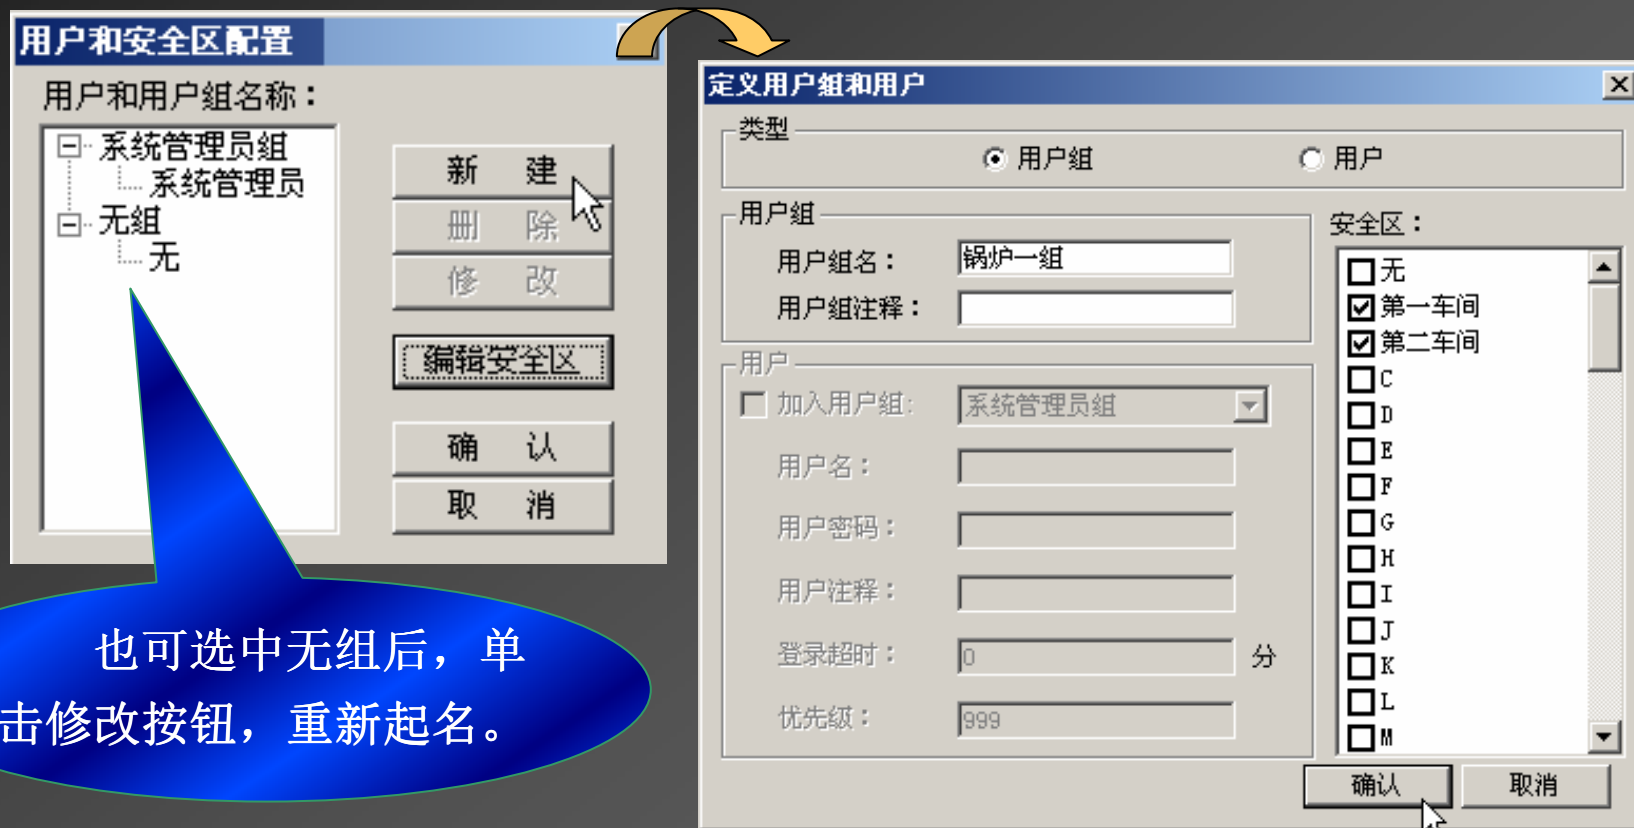 用户和安全区配置
用户和用户组名称：
系统管理员组
系统管理员
无组
无
新 建
删 除
修 改
编辑安全区
确 认
取 消
也可选中无组后，单
击修改按钮，重新起名。
定义用户组和用户
类型
用户组
用户
用户组
用户组名：
锅炉一组
用户组注释：
用户
加入用户组:
系统管理员组
用户名：
用户密码：
用户注释：
登录超时：
0
分
优先级：
999
安全区：
无
第一车间
第二车间
C
D
E
F
G
H
I
J
K
L
M
确认
取消